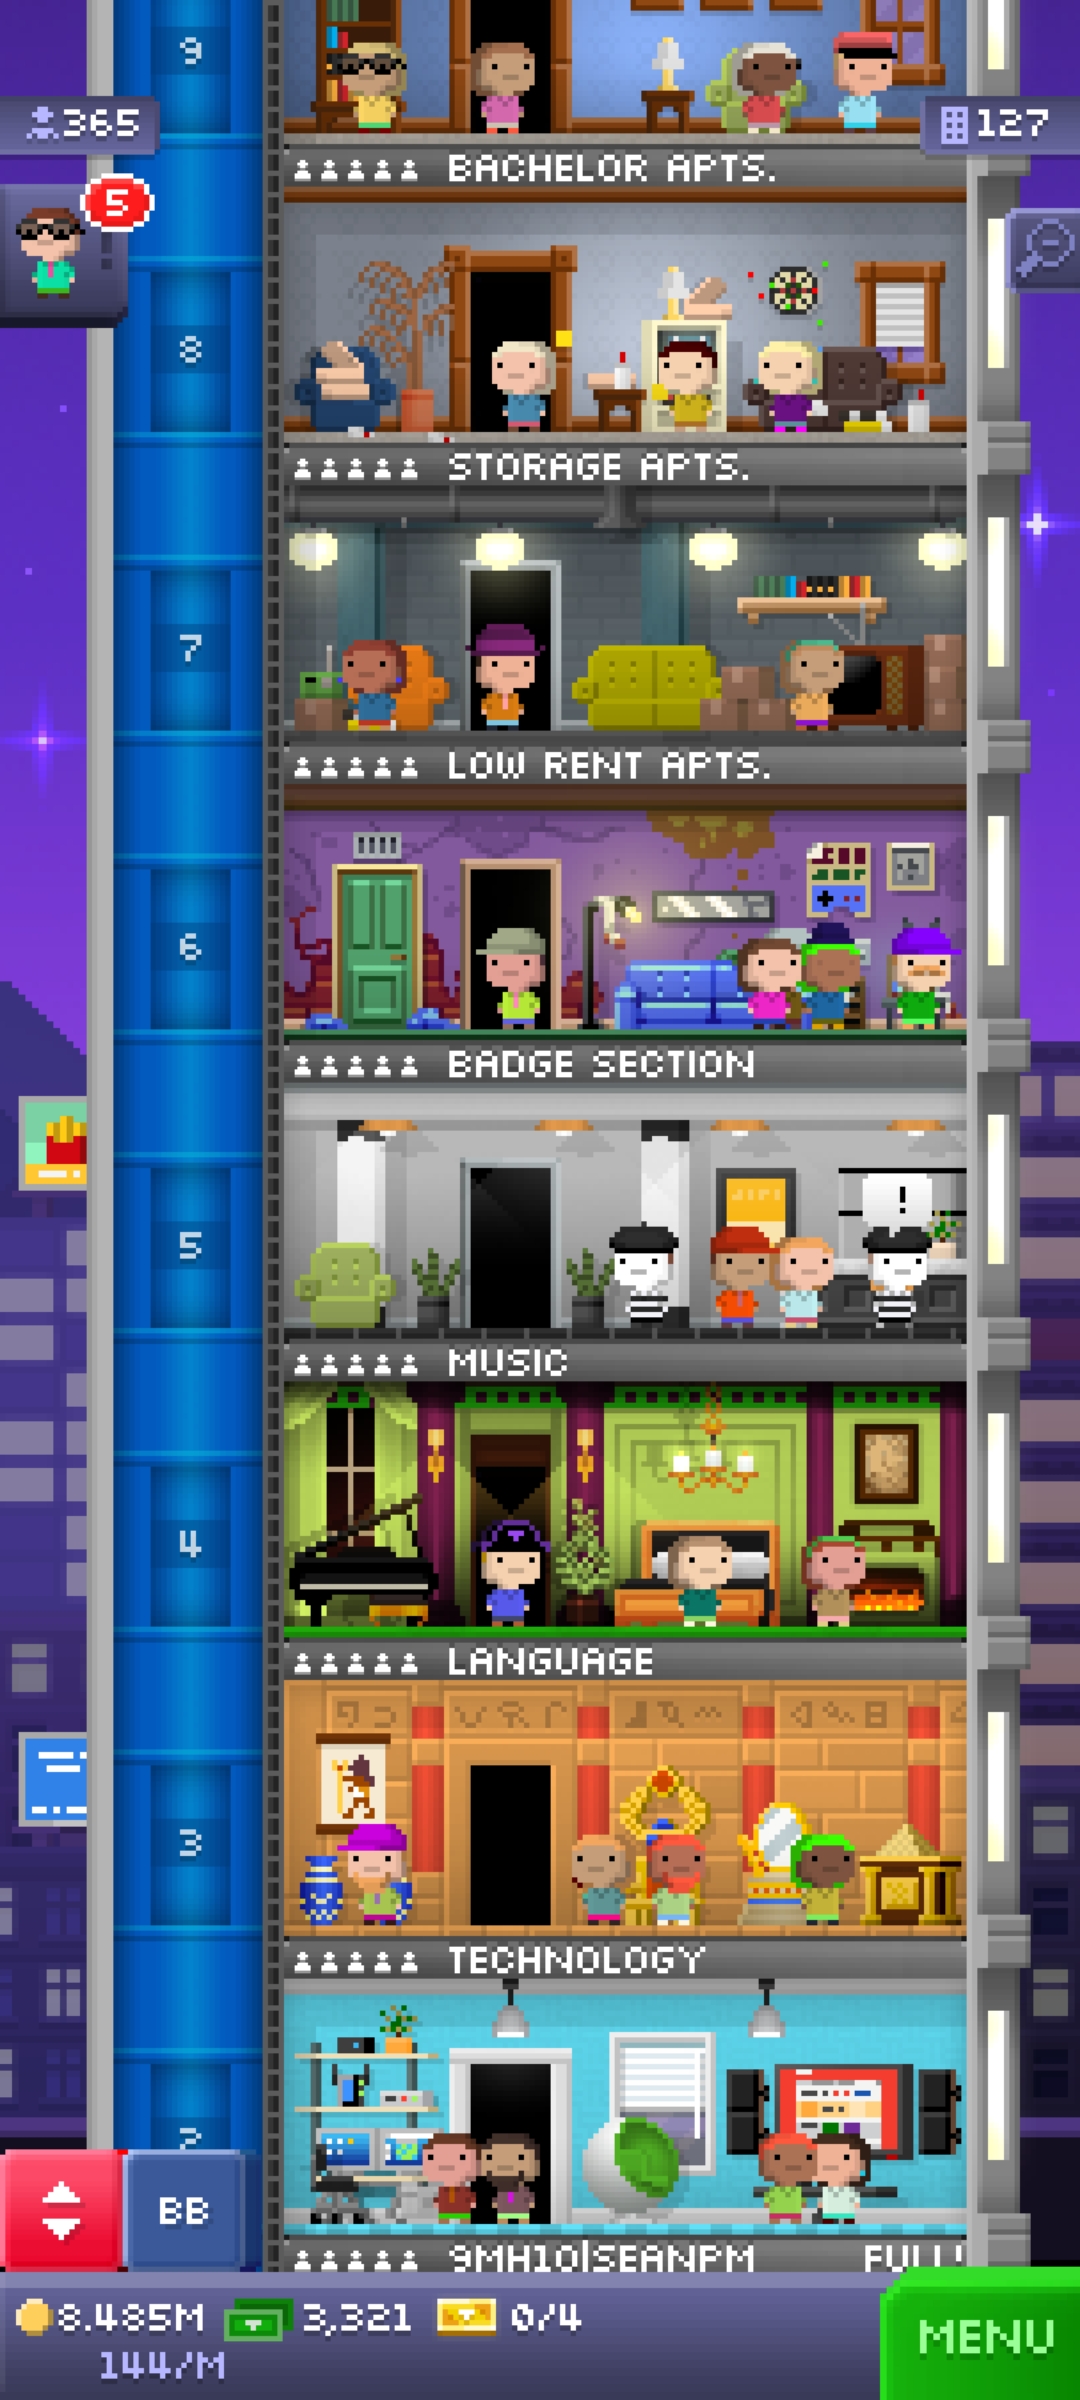 9
365
127
5
BACHELOR APTS.
8
STORAGE APTS.
7
LOW RENT APTS.
6
BADGE SECTION
!
5
MUSIC
4
LANGUAGE
3
TECHNOLOGY
2
BB
9MH10|SEANPM FULL!
8.485M 3,321 0/4
144/M
MENU